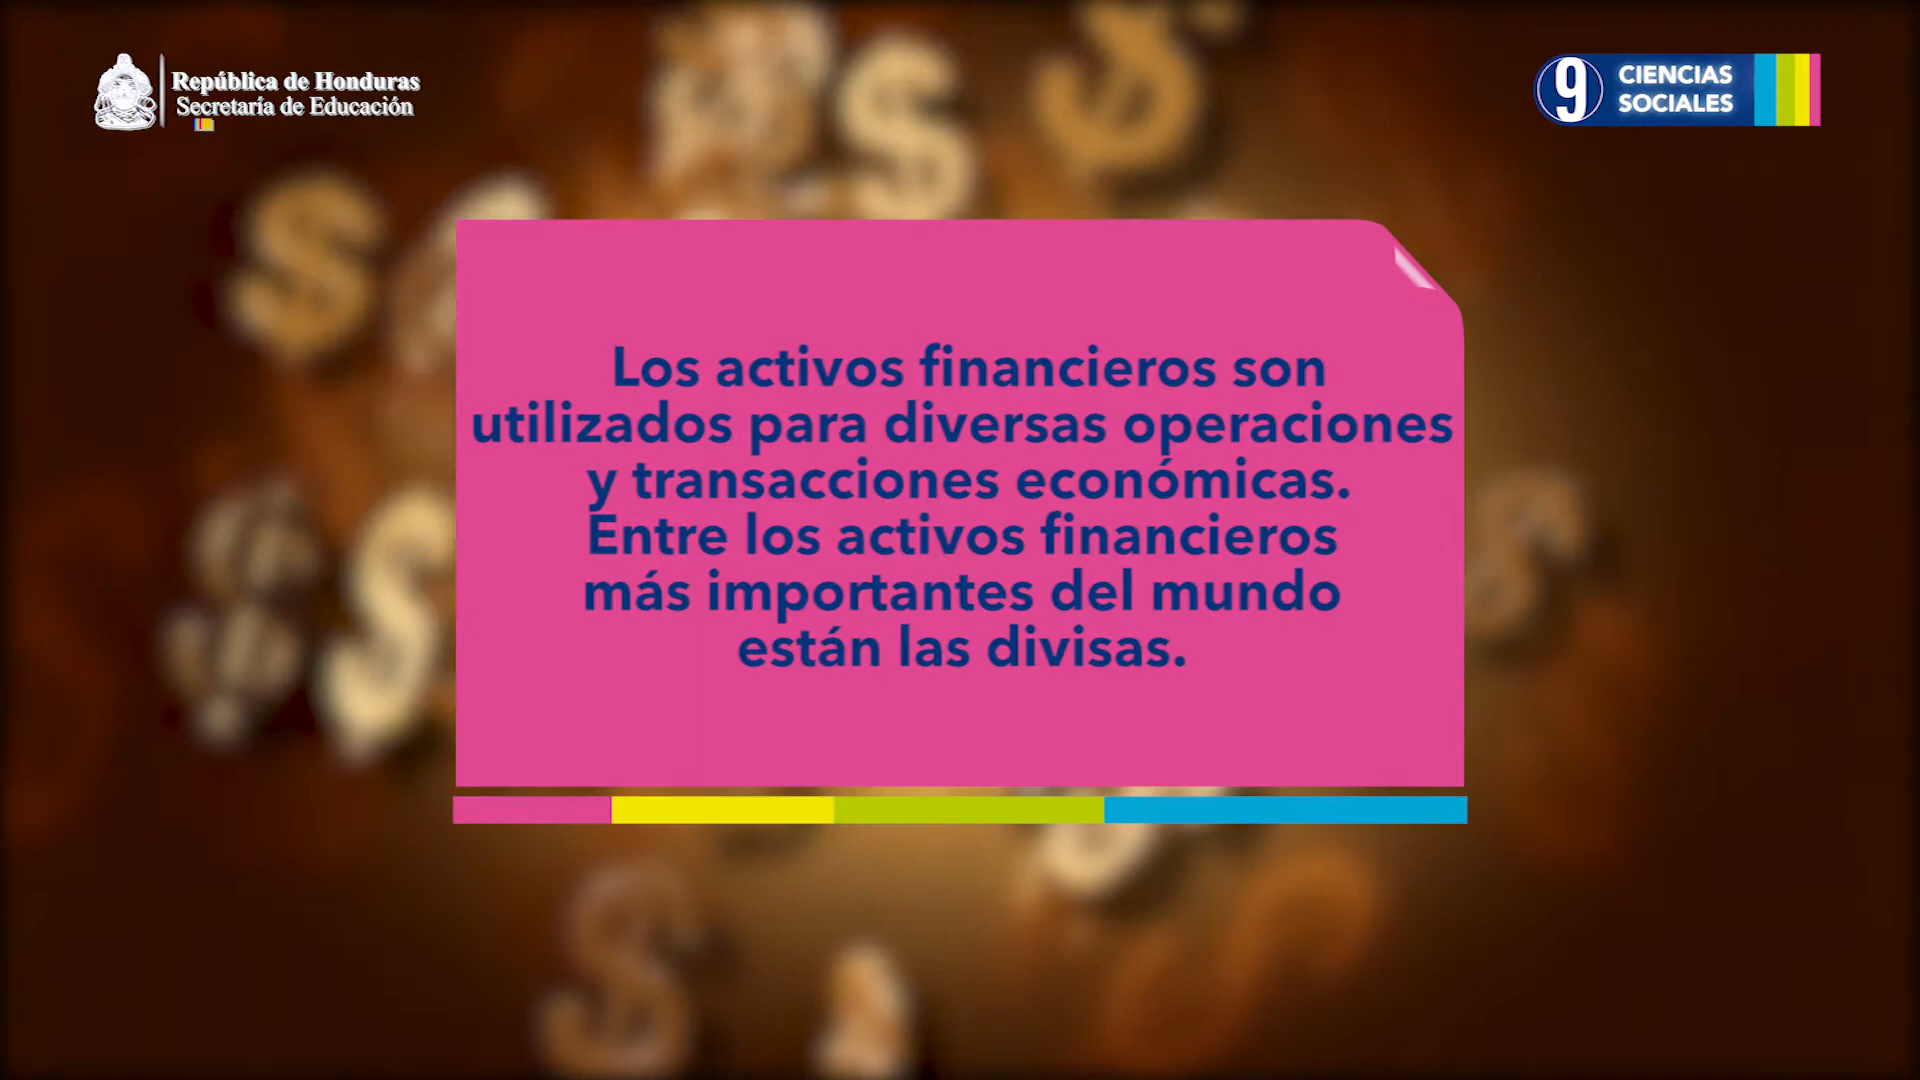 República de Honduras
Secretaría de Educación
9 CIENCIAS
SOCIALES
Los activos financieros son
utilizados para diversas operaciones
y transacciones económicas.
Entre los activos financieros
más importantes del mundo
están las divisas.